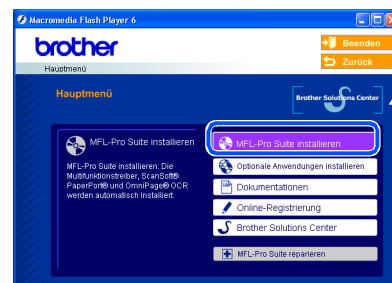 Macromedia Flash Player 6
brother
Beenden
Zurück
Hauptmenü
Hauptmenü
Brother Solutions Center
MFL-Pro Suite installieren
MFL-Pro Suite installieren: Die
Multifunktionstreiber, ScanSoft®
PaperPort® und OmniPage® OCR
werden automatisch installiert.
MFL-Pro Suite installieren
Optionale Anwendungen installieren
Dokumentationen
Online-Registrierung
Brother Solutions Center
MFL-Pro Suite reparieren